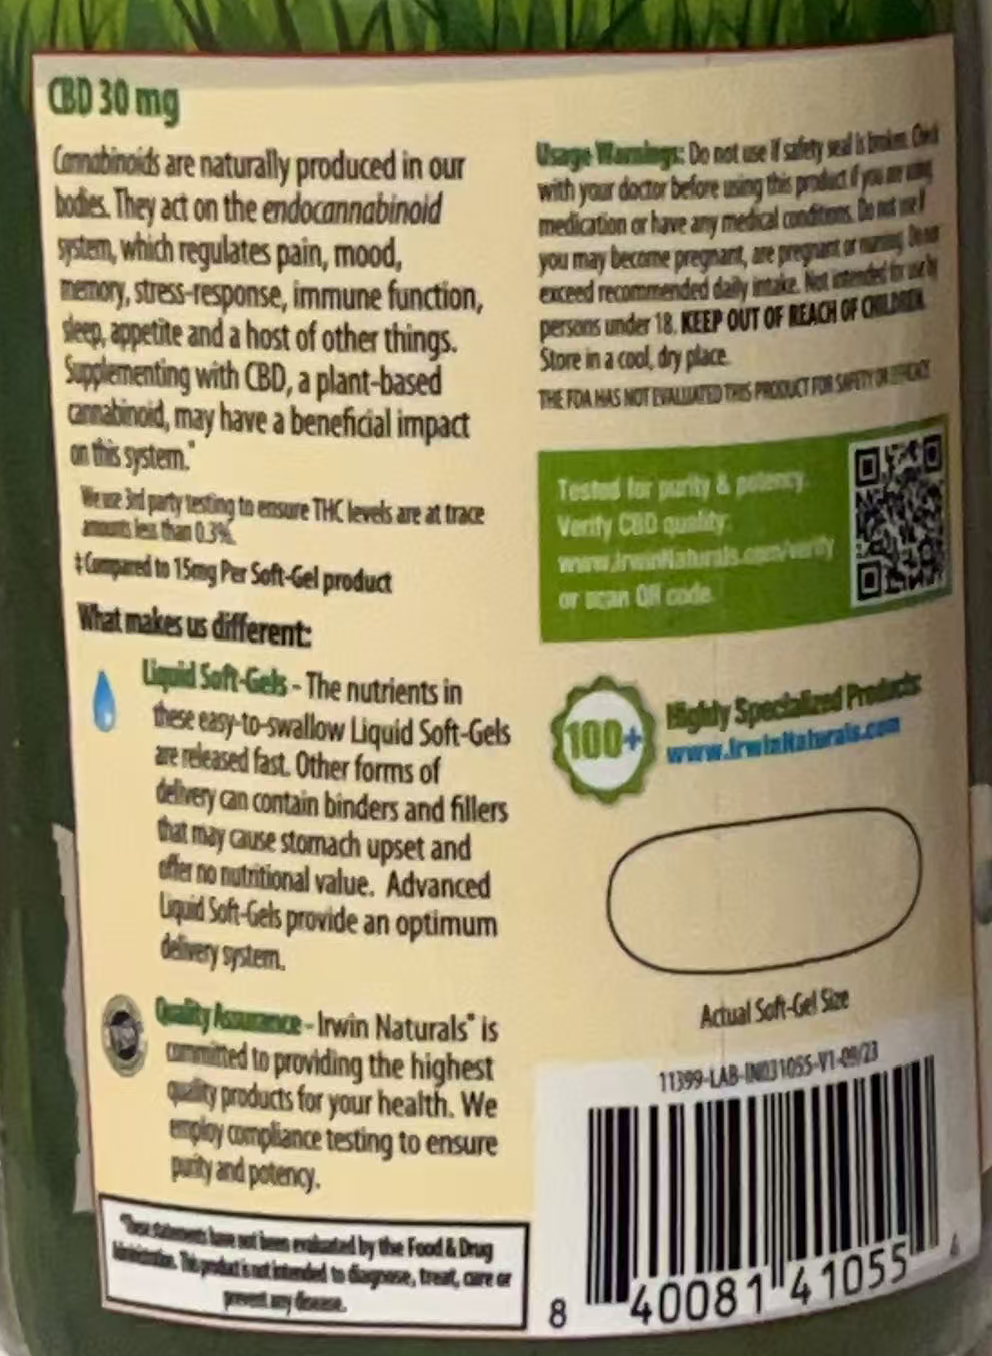 CBD 30 mg
Cannabinoids are naturally produced in our
bodies. They act on the endocannabinoid
system, which regulates pain, mood,
memory, stress-response, immune function,
sleep, appetite and a host of other things.
Supplementing with CBD, a plant-based
cannabinoid, may have a beneficial impact
on this system.*
We use 3rd party testing to ensure THC levels are at trace
amounts less than 0.3%.
‡Compared to 15mg Per Soft-Gel product
What makes us different:
Liquid Soft-Gels - The nutrients in
these easy-to-swallow Liquid Soft-Gels
are released fast. Other forms of
delivery can contain binders and fillers
that may cause stomach upset and
offer no nutritional value. Advanced
Liquid Soft-Gels provide an optimum
delivery system.
Quality Assurance - Irwin Naturals® is
committed to providing the highest
quality products for your health. We
employ compliance testing to ensure
purity and potency.
*These statements have not been evaluated by the Food & Drug
Administration. This product is not intended to diagnose, treat, cure or
prevent any disease.
Usage Warnings: Do not use if safety seal is broken. Check
with your doctor before using this product if you are using
medication or have any medical conditions. Do not use if
you may become pregnant, are pregnant or nursing. Do not
exceed recommended daily intake. Not intended for use by
persons under 18. KEEP OUT OF REACH OF CHILDREN.
Store in a cool, dry place.
THE FDA HAS NOT EVALUATED THIS PRODUCT FOR SAFETY OR EFFICACY.
Tested for purity & potency.
Verify CBD quality:
www.IrwinNaturals.com/verify
or scan QR code.
100+
Highly Specialized Products
www.IrwinNaturals.com
Actual Soft-Gel Size
11399-LAB-IN031055-V1-09/23
8 40081 41055 4